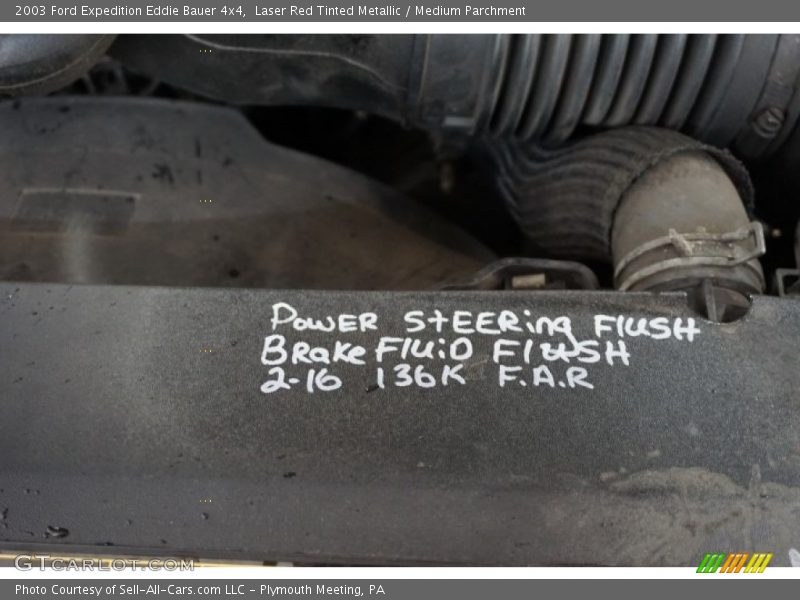 2003 Ford Expedition Eddie Bauer 4x4, Laser Red Tinted Metallic / Medium Parchment
POWER STEERing FlUSH
BRaKe FlUiD FlUSH
2-16 136K F.A.R
GTCARLOT.COM
Photo Courtesy of Sell-All-Cars.com LLC - Plymouth Meeting, PA